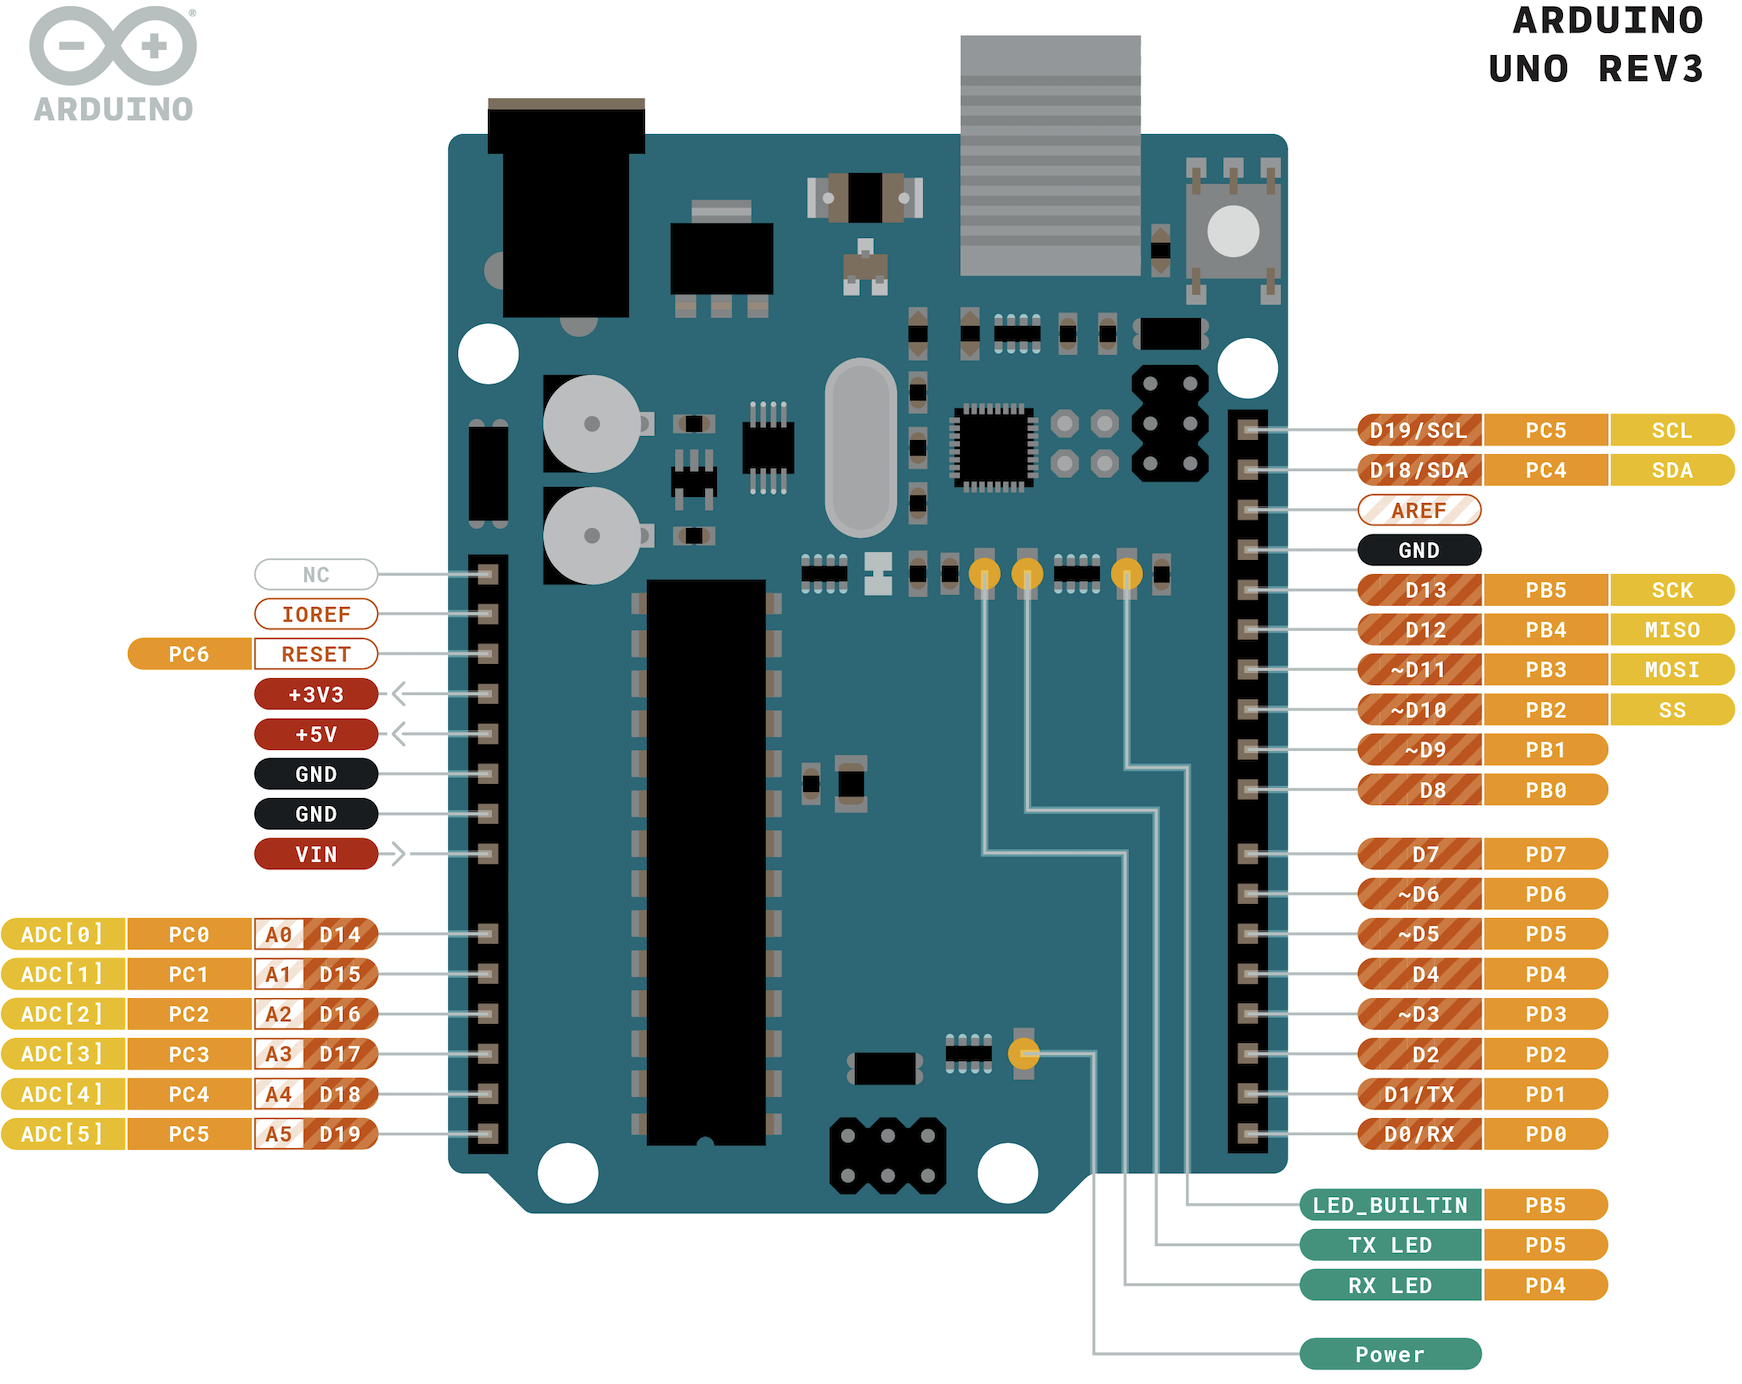 ARDUINO
ARDUINO
UNO REV3
NC
IOREF
PC6 RESET
+3V3
+5V
GND
GND
VIN
ADC[0] PC0 A0 D14
ADC[1] PC1 A1 D15
ADC[2] PC2 A2 D16
ADC[3] PC3 A3 D17
ADC[4] PC4 A4 D18
ADC[5] PC5 A5 D19
D19/SCL PC5 SCL
D18/SDA PC4 SDA
AREF
GND
D13 PB5 SCK
D12 PB4 MISO
~D11 PB3 MOSI
~D10 PB2 SS
~D9 PB1
D8 PB0
D7 PD7
~D6 PD6
~D5 PD5
D4 PD4
~D3 PD3
D2 PD2
D1/TX PD1
D0/RX PD0
LED_BUILTIN PB5
TX LED PD5
RX LED PD4
Power